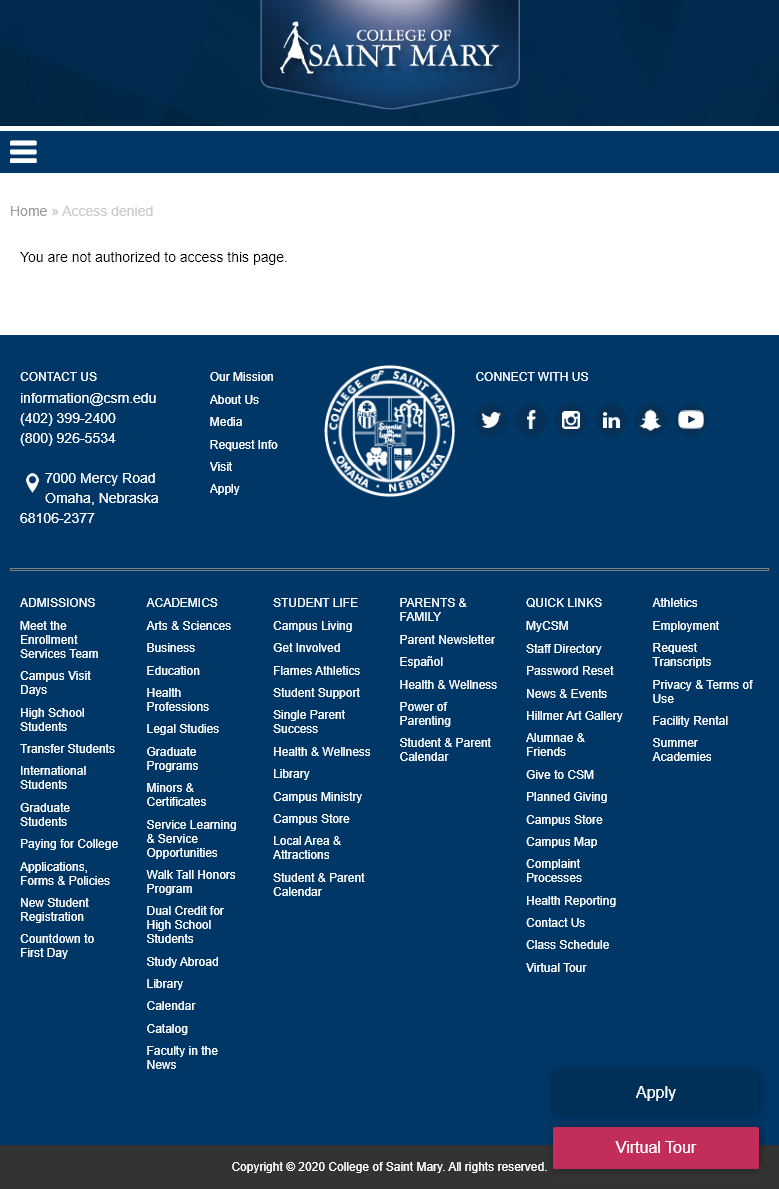 COLLEGE OF
SAINT MARY
Home » Access denied
You are not authorized to access this page.
CONTACT US
information@csm.edu
(402) 399-2400
(800) 926-5534
7000 Mercy Road
Omaha, Nebraska
68106-2377
Our Mission
About Us
Media
Request Info
Visit
Apply
COLLEGE OF SAINT MARY
OMAHA, NEBRASKA
CONNECT WITH US
ADMISSIONS
Meet the
Enrollment
Services Team
Campus Visit
Days
High School
Students
Transfer Students
International
Students
Graduate
Students
Paying for College
Applications,
Forms & Policies
New Student
Registration
Countdown to
First Day
ACADEMICS
Arts & Sciences
Business
Education
Health
Professions
Legal Studies
Graduate
Programs
Minors &
Certificates
Service Learning
& Service
Opportunities
Walk Tall Honors
Program
Dual Credit for
High School
Students
Study Abroad
Library
Calendar
Catalog
Faculty in the
News
STUDENT LIFE
Campus Living
Get Involved
Flames Athletics
Student Support
Single Parent
Success
Health & Wellness
Library
Campus Ministry
Campus Store
Local Area &
Attractions
Student & Parent
Calendar
PARENTS &
FAMILY
Parent Newsletter
Español
Health & Wellness
Power of
Parenting
Student & Parent
Calendar
QUICK LINKS
MyCSM
Staff Directory
Password Reset
News & Events
Hillmer Art Gallery
Alumnae &
Friends
Give to CSM
Planned Giving
Campus Store
Campus Map
Complaint
Processes
Health Reporting
Contact Us
Class Schedule
Virtual Tour
Athletics
Employment
Request
Transcripts
Privacy & Terms of
Use
Facility Rental
Summer
Academies
Apply
Virtual Tour
Copyright © 2020 College of Saint Mary. All rights reserved.